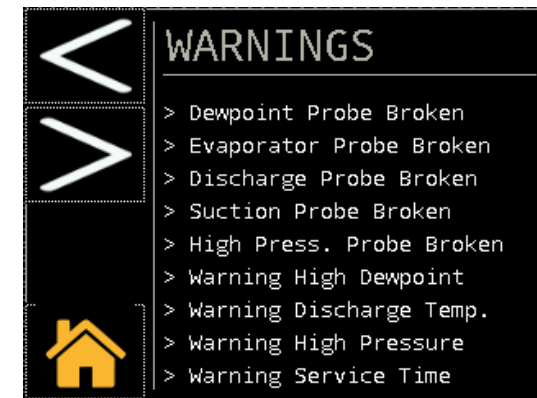 WARNINGS
> Dewpoint Probe Broken
> Evaporator Probe Broken
> Discharge Probe Broken
> Suction Probe Broken
> High Press. Probe Broken
> Warning High Dewpoint
> Warning Discharge Temp.
> Warning High Pressure
> Warning Service Time